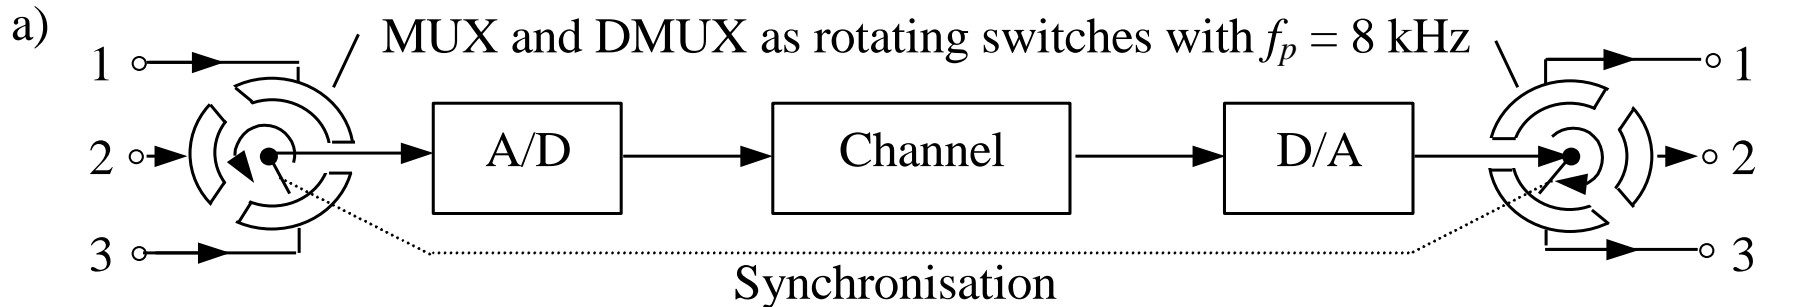 a)
MUX and DMUX as rotating switches with fp = 8 kHz
1
1
2
A/D
Channel
D/A
2
3
3
Synchronisation